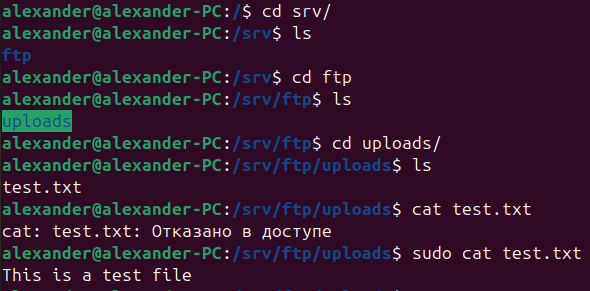 alexander@alexander-PC:/$ cd srv/
alexander@alexander-PC:/srv$ ls
ftp
alexander@alexander-PC:/srv$ cd ftp
alexander@alexander-PC:/srv/ftp$ ls
uploads
alexander@alexander-PC:/srv/ftp$ cd uploads/
alexander@alexander-PC:/srv/ftp/uploads$ ls
test.txt
alexander@alexander-PC:/srv/ftp/uploads$ cat test.txt
cat: test.txt: Отказано в доступе
alexander@alexander-PC:/srv/ftp/uploads$ sudo cat test.txt
This is a test file